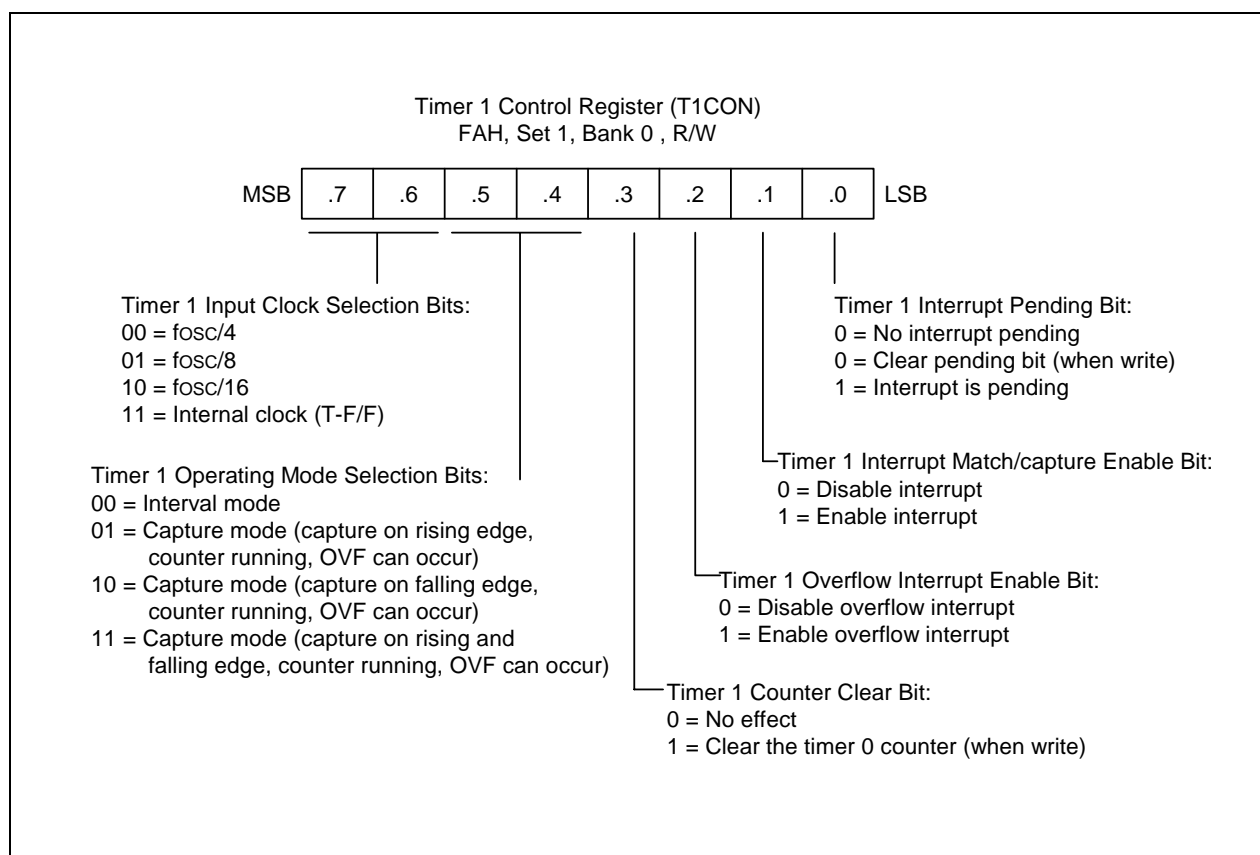 Timer 1 Control Register (T1CON)
FAH, Set 1, Bank 0 , R/W
MSB .7 .6 .5 .4 .3 .2 .1 .0 LSB
Timer 1 Input Clock Selection Bits:
00 = fOSC/4
01 = fOSC/8
10 = fOSC/16
11 = Internal clock (T-F/F)
Timer 1 Operating Mode Selection Bits:
00 = Interval mode
01 = Capture mode (capture on rising edge,
counter running, OVF can occur)
10 = Capture mode (capture on falling edge,
counter running, OVF can occur)
11 = Capture mode (capture on rising and
falling edge, counter running, OVF can occur)
Timer 1 Interrupt Pending Bit:
0 = No interrupt pending
0 = Clear pending bit (when write)
1 = Interrupt is pending
Timer 1 Interrupt Match/capture Enable Bit:
0 = Disable interrupt
1 = Enable interrupt
Timer 1 Overflow Interrupt Enable Bit:
0 = Disable overflow interrupt
1 = Enable overflow interrupt
Timer 1 Counter Clear Bit:
0 = No effect
1 = Clear the timer 0 counter (when write)